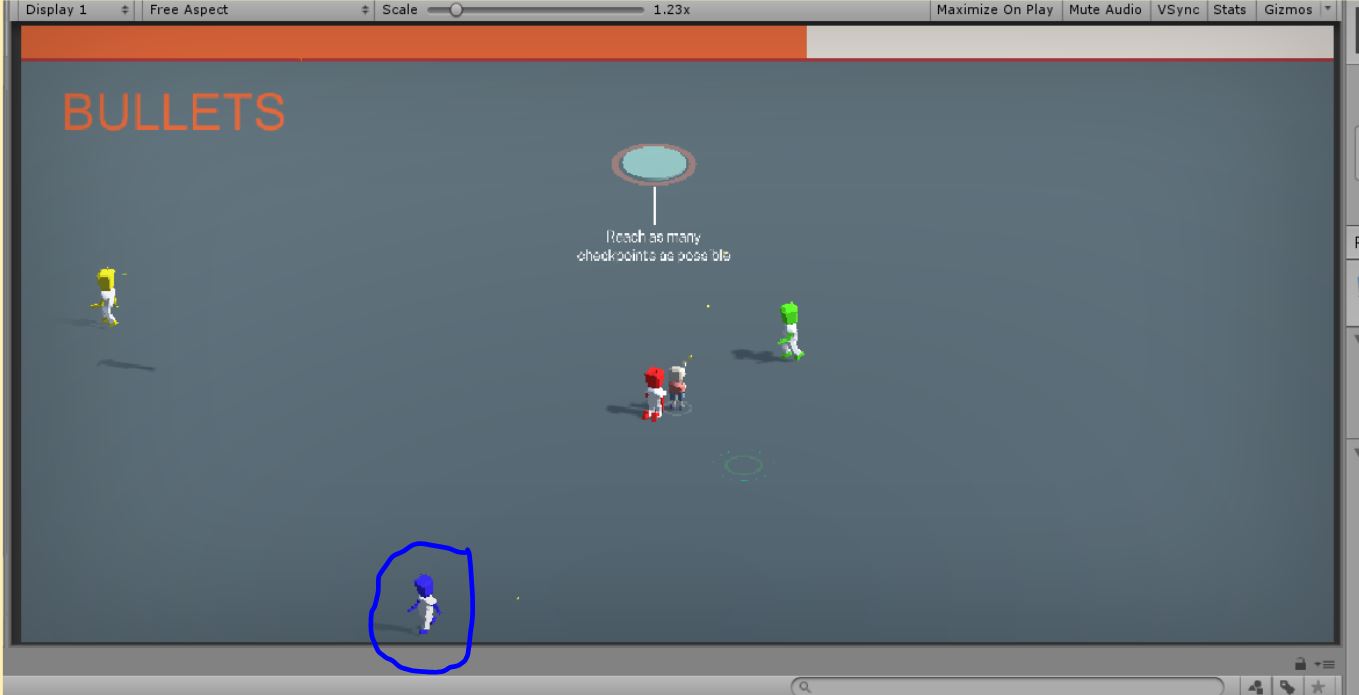 Display 1 Free Aspect Scale 1.23x Maximize On Play Mute Audio VSync Stats Gizmos
BULLETS
Reach as many
checkpoints as possible